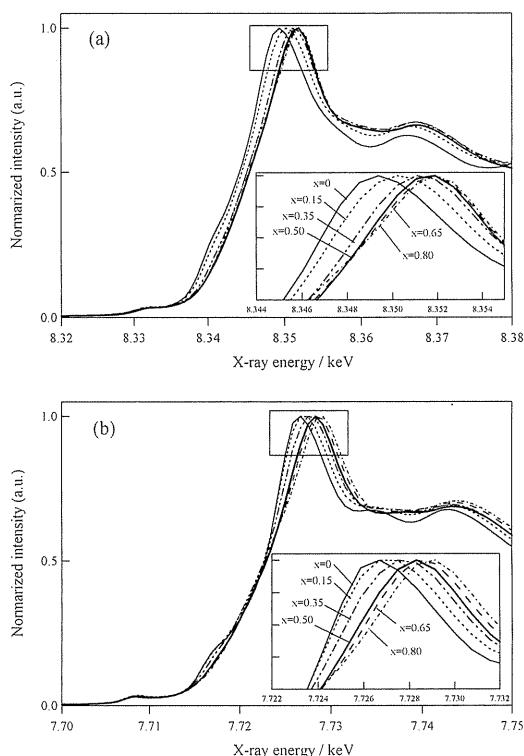 (a)
Normarized intensity (a.u.)
1.0
0.5
0.0
x=0
x=0.15
x=0.35
x=0.50
x=0.65
x=0.80
8.344 8.346 8.348 8.350 8.352 8.354
8.32 8.33 8.34 8.35 8.36 8.37 8.38
X-ray energy / keV
(b)
Normarized intensity (a.u.)
1.0
0.5
0.0
x=0
x=0.15
x=0.35
x=0.50
x=0.65
x=0.80
7.722 7.724 7.726 7.728 7.730 7.732
7.70 7.71 7.72 7.73 7.74 7.75
X-ray energy / keV